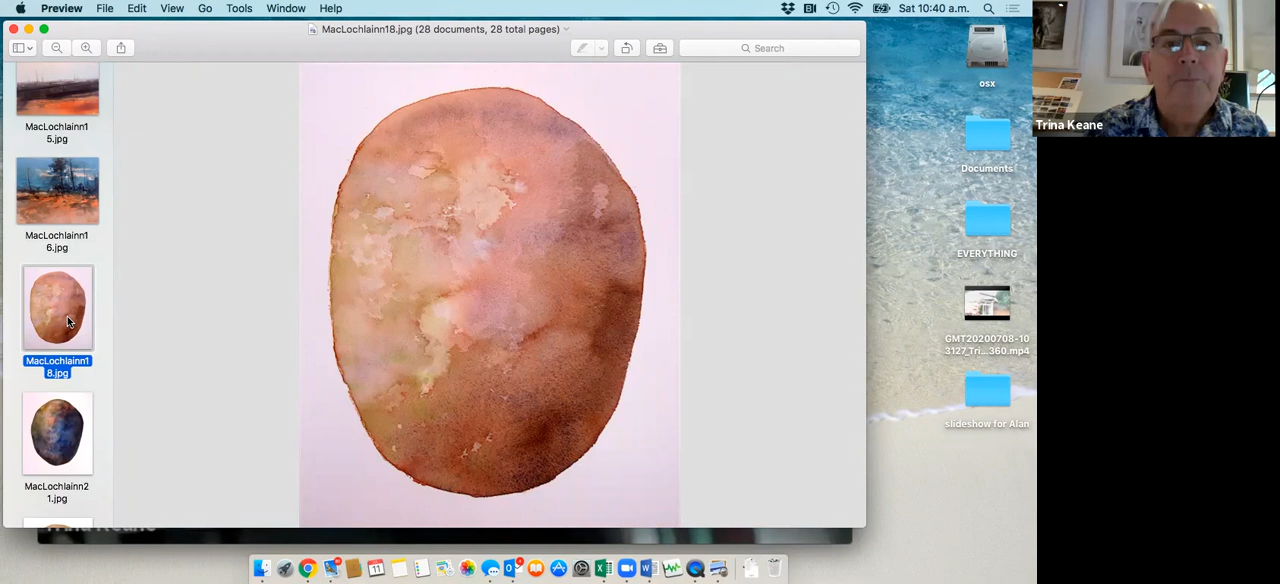 Preview File Edit View Go Tools Window Help
Sat 10:40 a.m.
MacLochlainn18.jpg (28 documents, 28 total pages)
Search
MacLochlainn1
5.jpg
MacLochlainn1
6.jpg
MacLochlainn1
8.jpg
MacLochlainn2
1.jpg
osx
Documents
EVERYTHING
GMT20200708-10
3127_Tri...360.mp4
slideshow for Alan
Trina Keane
11